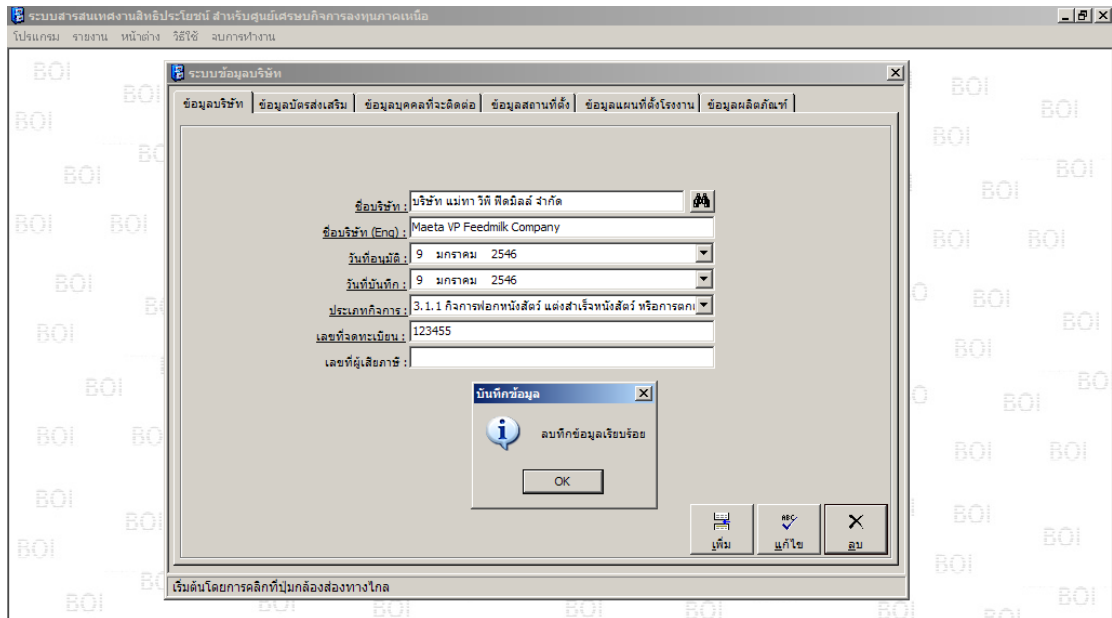 ระบบสารสนเทศงานสิทธิประโยชน์ สำหรับศูนย์เศรษบกิจการลงทุนภาคเหนือ
โปรแกรม รายงาน หน้าต่าง วิธีใช้ จบการทำงาน
ระบบข้อมูลบริษัท
ข้อมูลบริษัท ข้อมูลบัตรส่งเสริม ข้อมูลบุคคลที่จะติดต่อ ข้อมูลสถานที่ตั้ง ข้อมูลแผนที่ตั้งโรงงาน ข้อมูลผลิตภัณฑ์
ชื่อบริษัท : บริษัท แม่ทา วิพี ฟีดมิลล์ จำกัด
ชื่อบริษัท (Eng) : Maeta VP Feedmilk Company
วันที่อนุมัติ : 9 มกราคม 2546
วันที่บันทึก : 9 มกราคม 2546
ประเภทกิจการ : 3.1.1 กิจการฟอกหนังสัตว์ แต่งสำเร็จหนังสัตว์ หรือการตก
เลขที่จดทะเบียน : 123455
เลขที่ผู้เสียภาษี :
บันทึกข้อมูล
ลบทึกข้อมูลเรียบร้อย
OK
เพิ่ม แก้ไข ลบ
เริ่มต้นโดยการคลิกที่ปุ่มกล้องส่องทางไกล
BOI